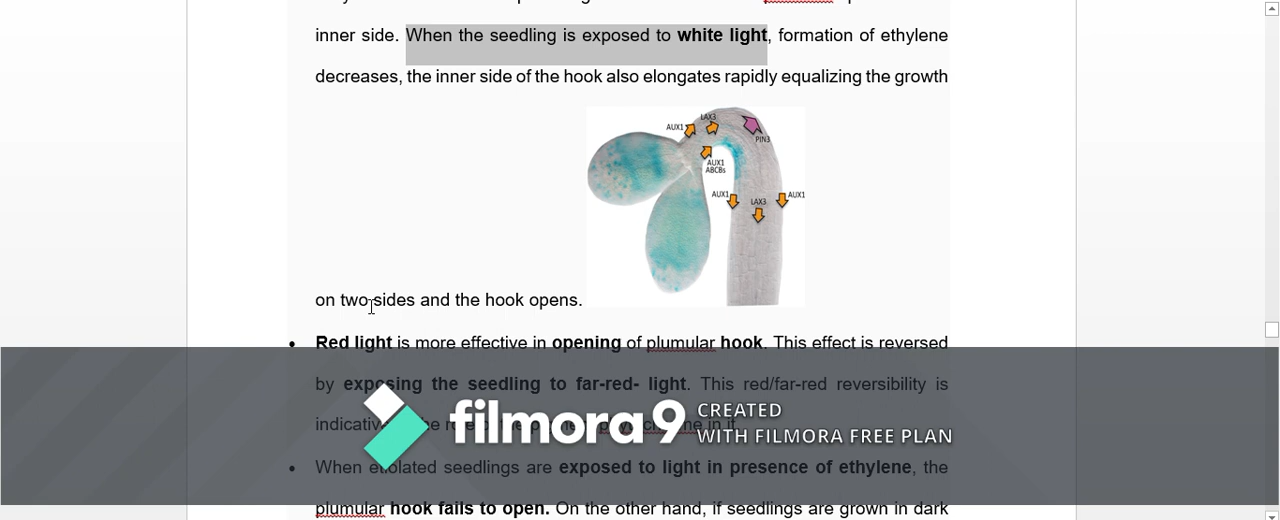 inner side. When the seedling is exposed to white light, formation of ethylene
decreases, the inner side of the hook also elongates rapidly equalizing the growth
AUX1
LAX3
PIN3
AUX1
ABCBs
AUX1
LAX3
AUX1
on two sides and the hook opens.
• Red light is more effective in opening of plumular hook. This effect is reversed
by exposing the seedling to far-red- light. This red/far-red reversibility is
filmora9 CREATED
WITH FILMORA FREE PLAN
• When etiolated seedlings are exposed to light in presence of ethylene, the
plumular hook fails to open. On the other hand, if seedlings are grown in dark